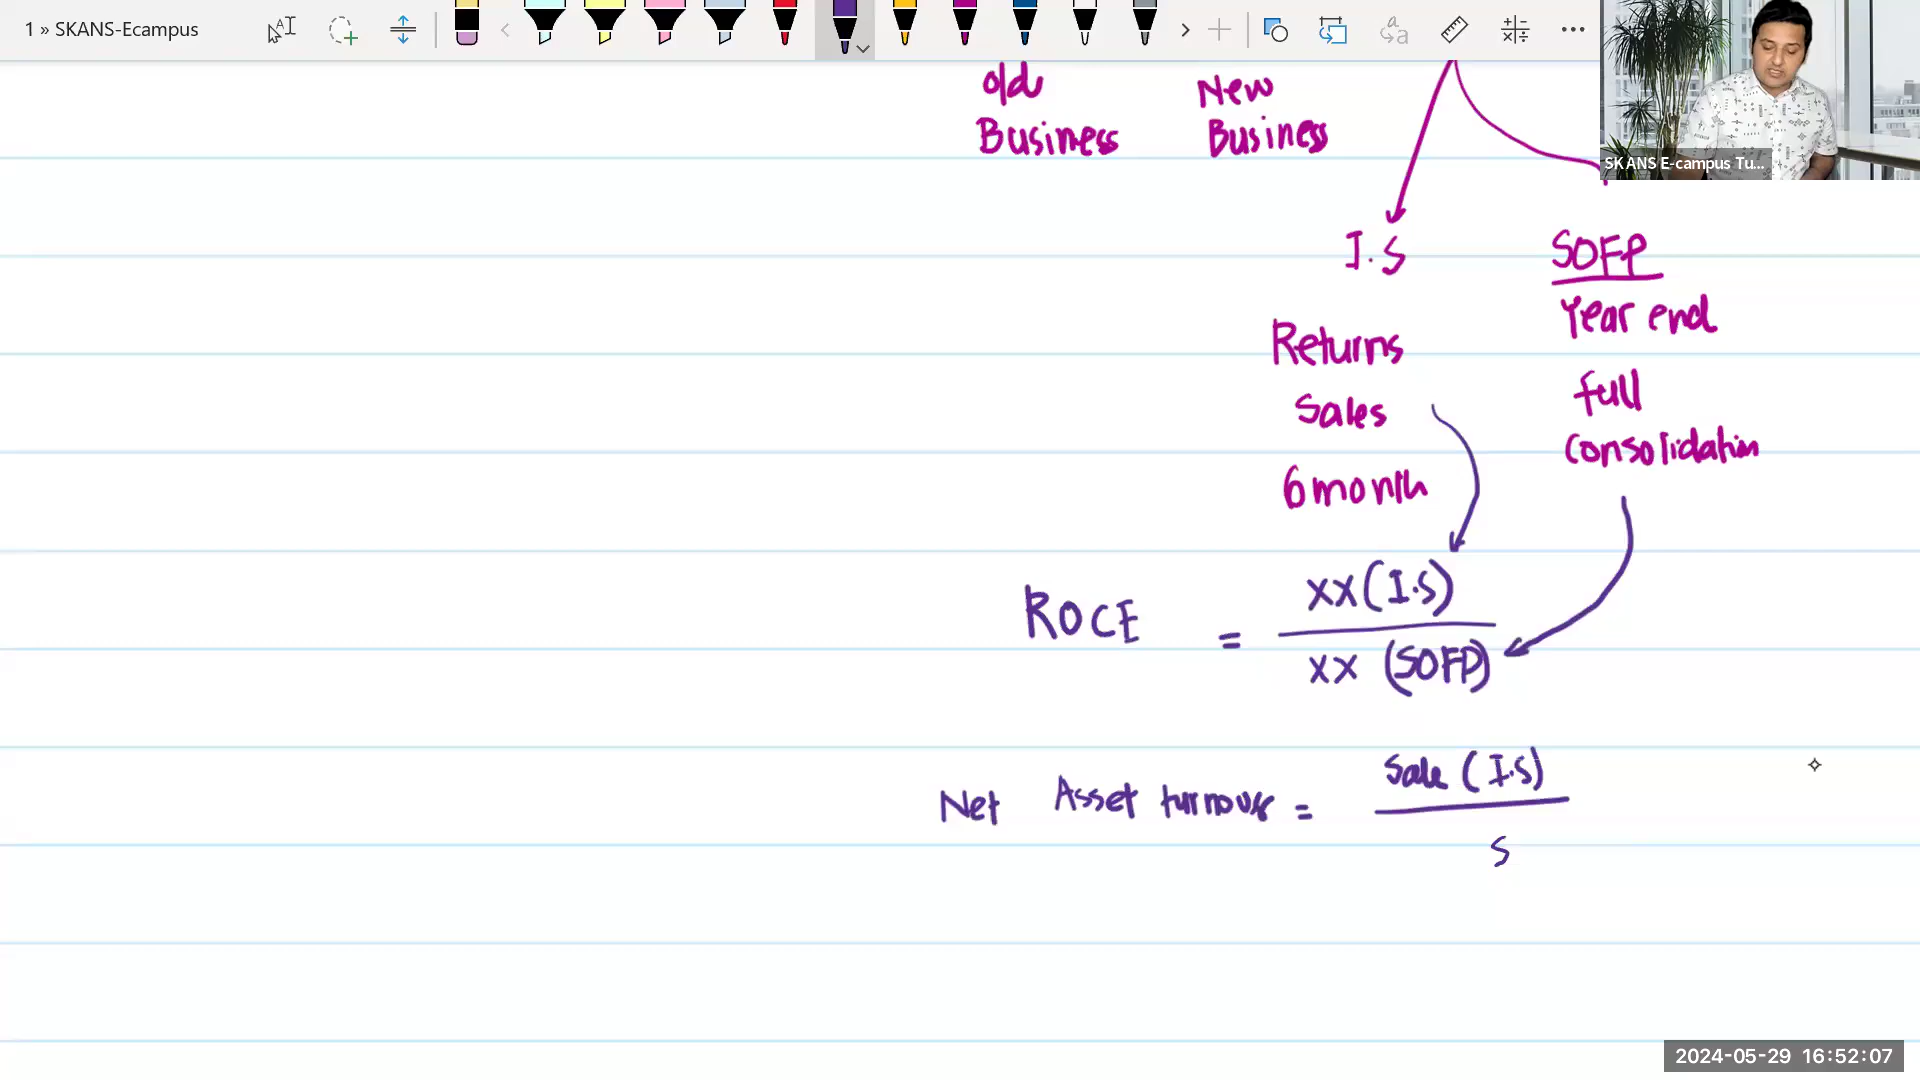 1 » SKANS-Ecampus
SKANS E-campus Tu...
old
Business
New
Business
I.S
SOFP
Year end
full
consolidation
Returns
Sales
6 month
ROCE = xx (I.S)
xx (SOFP)
Net Asset turnover = Sale (I.S)
S
2024-05-29 16:52:07